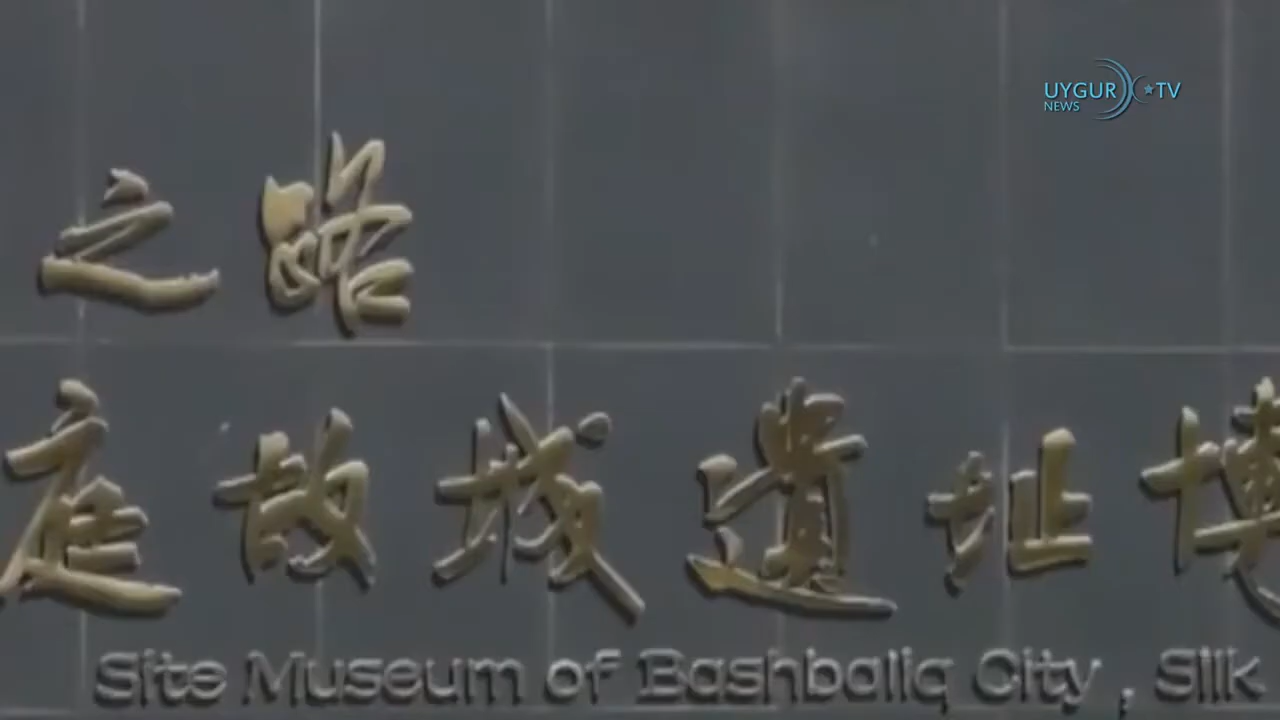 UYGUR TV
NEWS
之路
庭故城遗址博
Site Museum of Bashbaliq City , Silk